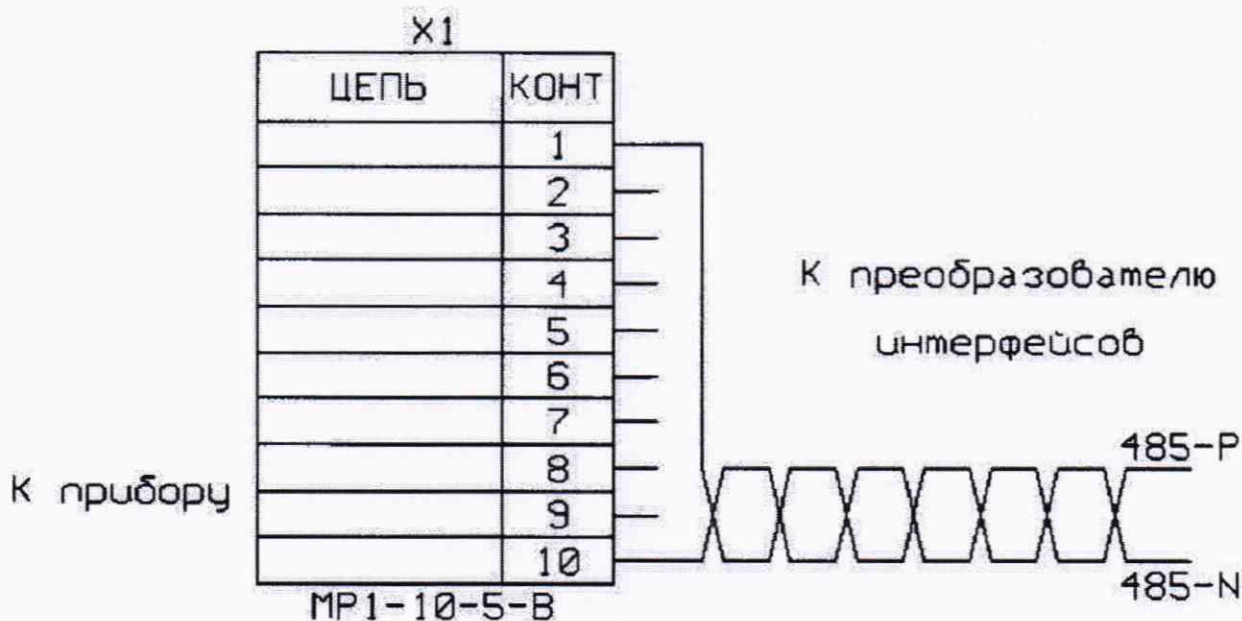 X1
ЦЕПЬ КОНТ
1
2
3
4
5
6
7
8
9
10
МР1-10-5-В
К прибору
К преобразователю
интерфейсов
485-P
485-N